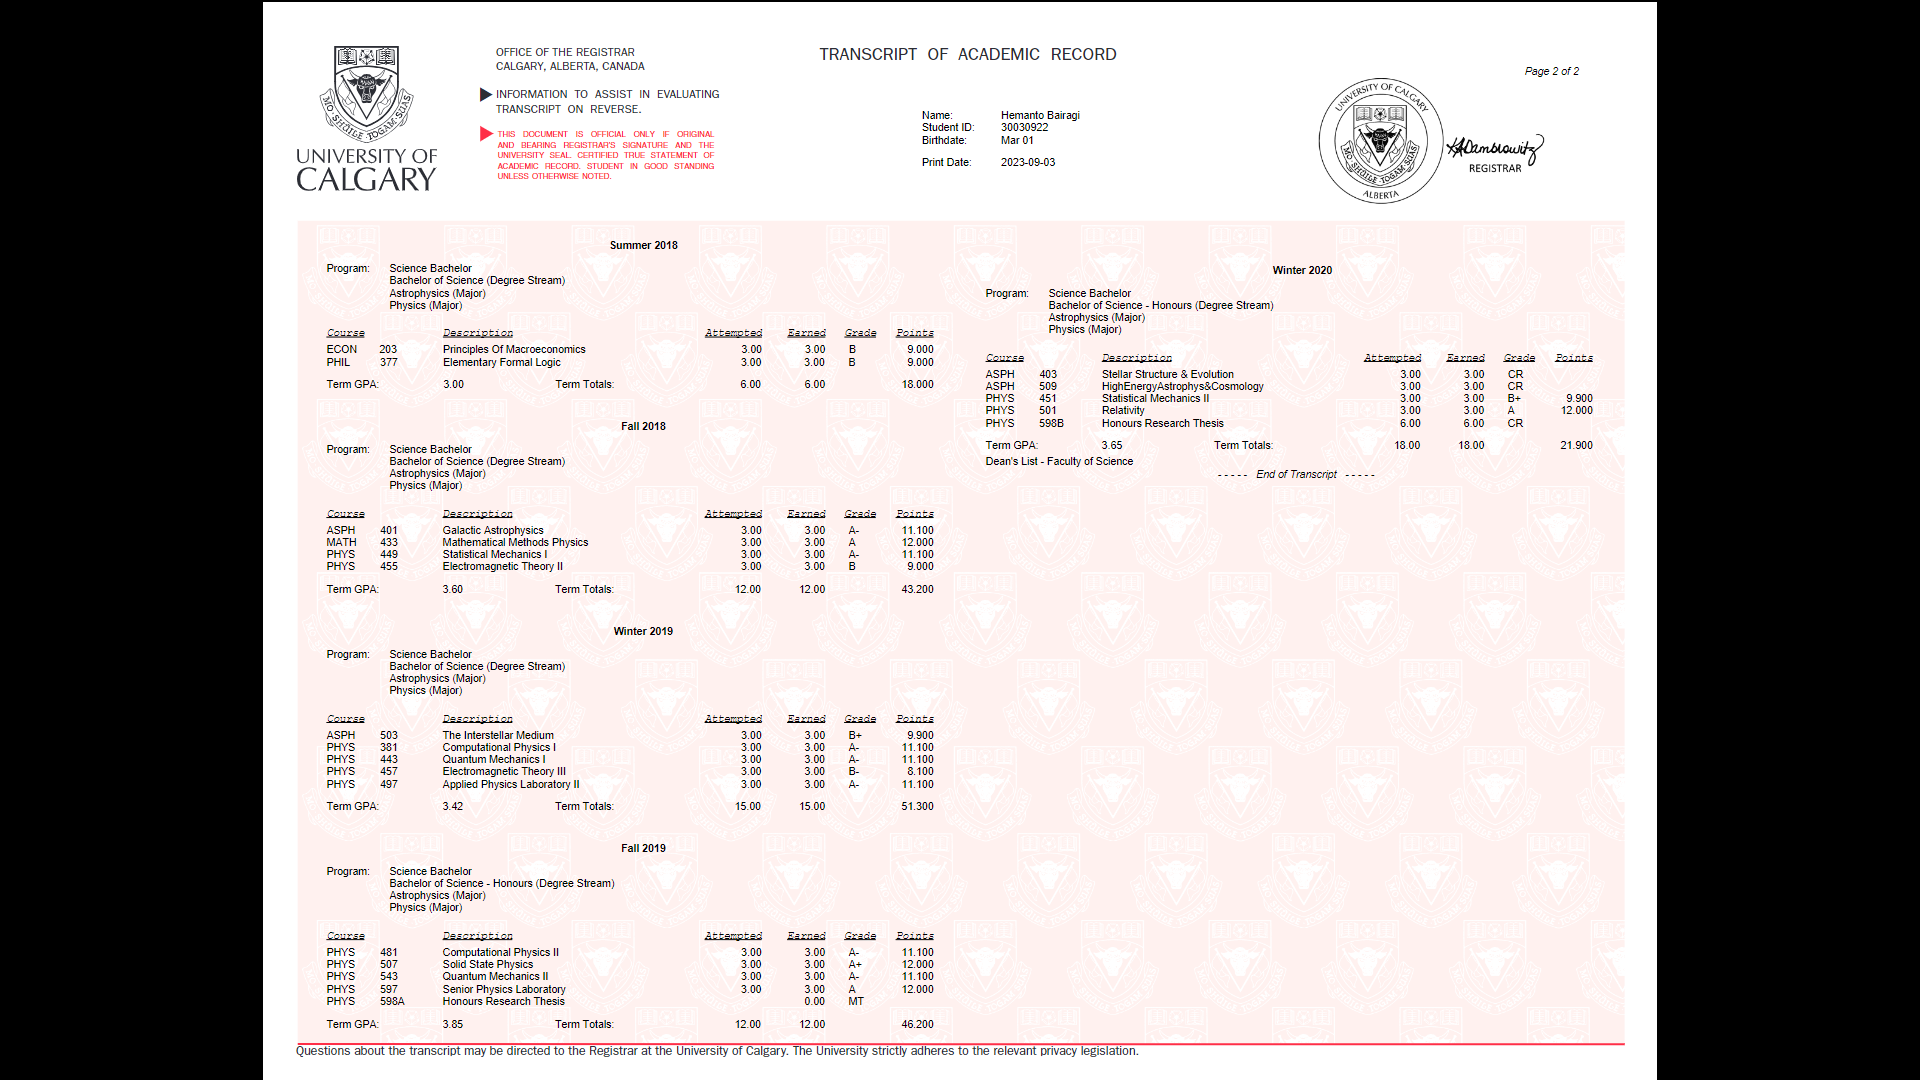 OFFICE OF THE REGISTRAR
CALGARY, ALBERTA, CANADA
INFORMATION TO ASSIST IN EVALUATING
TRANSCRIPT ON REVERSE.
THIS DOCUMENT IS OFFICIAL ONLY IF ORIGINAL
AND BEARING REGISTRAR'S SIGNATURE AND THE
UNIVERSITY SEAL. CERTIFIED TRUE STATEMENT OF
ACADEMIC RECORD. STUDENT IN GOOD STANDING
UNLESS OTHERWISE NOTED.
MO·SHÙILE·TOGAM·SUAS
UNIVERSITY OF
CALGARY
TRANSCRIPT OF ACADEMIC RECORD
Page 2 of 2
Name: Hemanto Bairagi
Student ID: 30030922
Birthdate: Mar 01
Print Date: 2023-09-03
UNIVERSITY OF CALGARY
MO·SHÙILE·TOGAM·SUAS
ALBERTA
REGISTRAR
Summer 2018
Program: Science Bachelor
Bachelor of Science (Degree Stream)
Astrophysics (Major)
Physics (Major)
Course Description Attempted Earned Grade Points
ECON 203 Principles Of Macroeconomics 3.00 3.00 B 9.000
PHIL 377 Elementary Formal Logic 3.00 3.00 B 9.000
Term GPA: 3.00 Term Totals: 6.00 6.00 18.000
Fall 2018
Program: Science Bachelor
Bachelor of Science (Degree Stream)
Astrophysics (Major)
Physics (Major)
Course Description Attempted Earned Grade Points
ASPH 401 Galactic Astrophysics 3.00 3.00 A- 11.100
MATH 433 Mathematical Methods Physics 3.00 3.00 A 12.000
PHYS 449 Statistical Mechanics I 3.00 3.00 A- 11.100
PHYS 455 Electromagnetic Theory II 3.00 3.00 B 9.000
Term GPA: 3.60 Term Totals: 12.00 12.00 43.200
Winter 2019
Program: Science Bachelor
Bachelor of Science (Degree Stream)
Astrophysics (Major)
Physics (Major)
Course Description Attempted Earned Grade Points
ASPH 503 The Interstellar Medium 3.00 3.00 B+ 9.900
PHYS 381 Computational Physics I 3.00 3.00 A- 11.100
PHYS 443 Quantum Mechanics I 3.00 3.00 A- 11.100
PHYS 457 Electromagnetic Theory III 3.00 3.00 B- 8.100
PHYS 497 Applied Physics Laboratory II 3.00 3.00 A- 11.100
Term GPA: 3.42 Term Totals: 15.00 15.00 51.300
Fall 2019
Program: Science Bachelor
Bachelor of Science - Honours (Degree Stream)
Astrophysics (Major)
Physics (Major)
Course Description Attempted Earned Grade Points
PHYS 481 Computational Physics II 3.00 3.00 A- 11.100
PHYS 507 Solid State Physics 3.00 3.00 A+ 12.000
PHYS 543 Quantum Mechanics II 3.00 3.00 A- 11.100
PHYS 597 Senior Physics Laboratory 3.00 3.00 A 12.000
PHYS 598A Honours Research Thesis 0.00 MT
Term GPA: 3.85 Term Totals: 12.00 12.00 46.200
Winter 2020
Program: Science Bachelor
Bachelor of Science - Honours (Degree Stream)
Astrophysics (Major)
Physics (Major)
Course Description Attempted Earned Grade Points
ASPH 403 Stellar Structure & Evolution 3.00 3.00 CR
ASPH 509 HighEnergyAstrophys&Cosmology 3.00 3.00 CR
PHYS 451 Statistical Mechanics II 3.00 3.00 B+ 9.900
PHYS 501 Relativity 3.00 3.00 A 12.000
PHYS 598B Honours Research Thesis 6.00 6.00 CR
Term GPA: 3.65 Term Totals: 18.00 18.00 21.900
Dean's List - Faculty of Science
- - - - - End of Transcript - - - - -
Questions about the transcript may be directed to the Registrar at the University of Calgary. The University strictly adheres to the relevant privacy legislation.